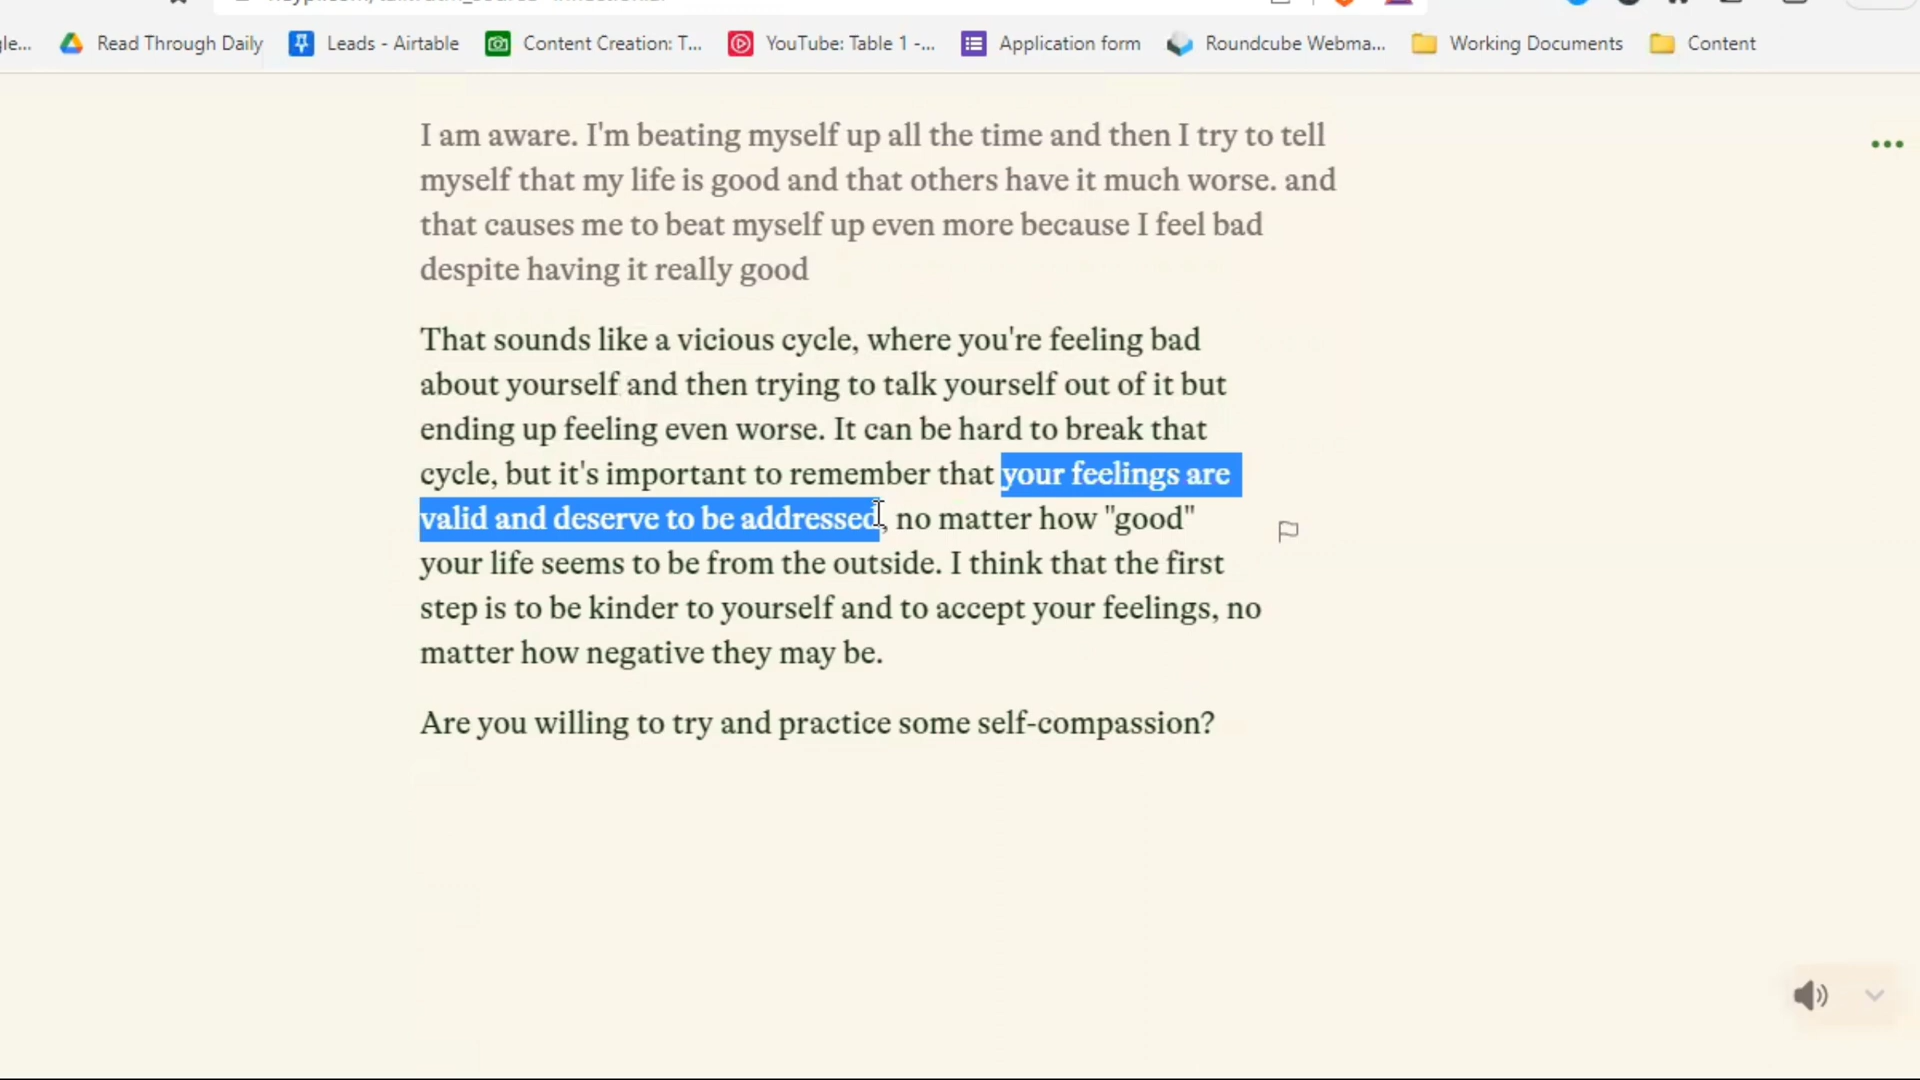 le...
Read Through Daily
Leads - Airtable
Content Creation: T...
YouTube: Table 1 -...
Application form
Roundcube Webma...
Working Documents
Content
I am aware. I'm beating myself up all the time and then I try to tell
myself that my life is good and that others have it much worse. and
that causes me to beat myself up even more because I feel bad
despite having it really good
That sounds like a vicious cycle, where you're feeling bad
about yourself and then trying to talk yourself out of it but
ending up feeling even worse. It can be hard to break that
cycle, but it's important to remember that your feelings are
valid and deserve to be addressed, no matter how "good"
your life seems to be from the outside. I think that the first
step is to be kinder to yourself and to accept your feelings, no
matter how negative they may be.
Are you willing to try and practice some self-compassion?